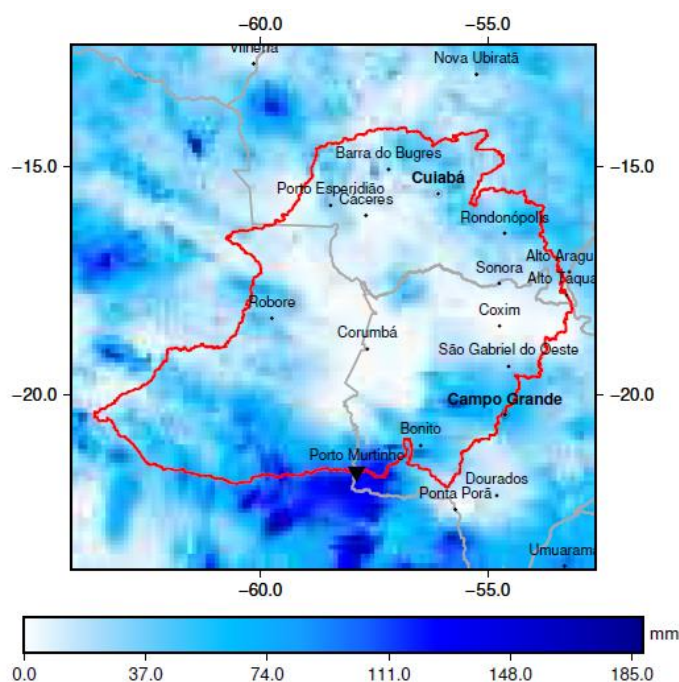 −60.0 −55.0
Vilhena
Nova Ubiratã
−15.0 −15.0
Barra do Bugres
Cuiabá
Porto Esperidião
Cáceres
Rondonópolis
Alto Aragu
Sonora
Alto Taqua
Robore
Coxim
Corumbá
São Gabriel do Oeste
−20.0 −20.0
Campo Grande
Bonito
Porto Murtinho
Dourados
Ponta Porã
Umuarama
−60.0 −55.0
mm
0.0 37.0 74.0 111.0 148.0 185.0